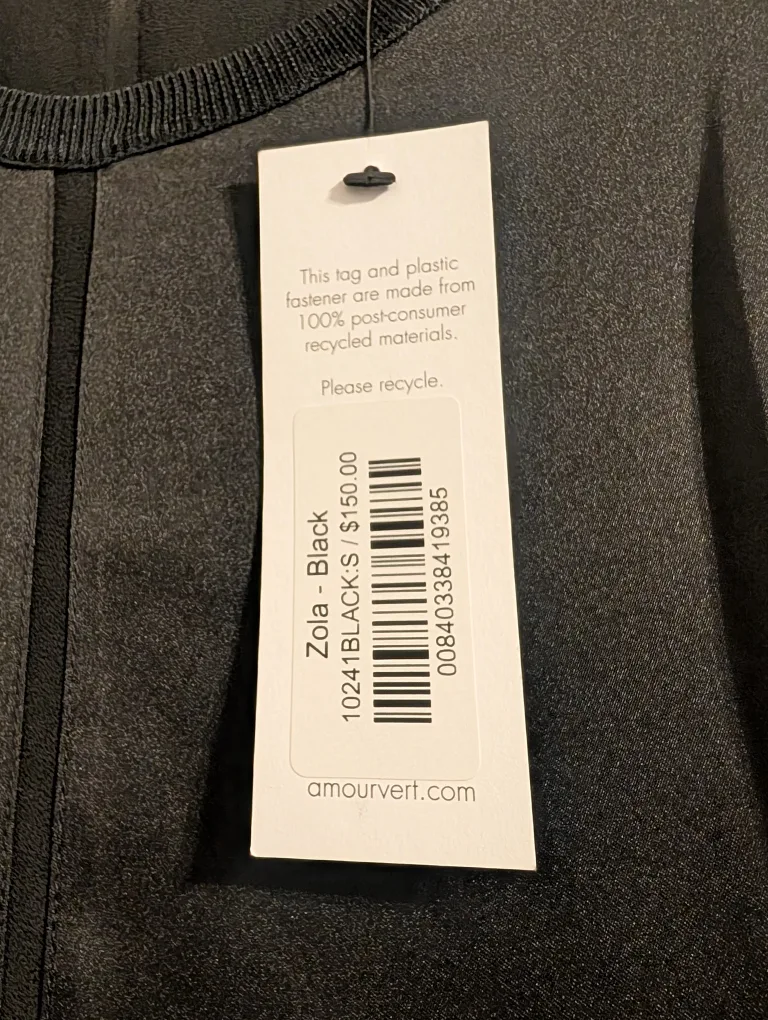 This tag and plastic
fastener are made from
100% post-consumer
recycled materials.
Please recycle.
Zola - Black
10241BLACK:S / $150.00
00840338419385
amourvert.com